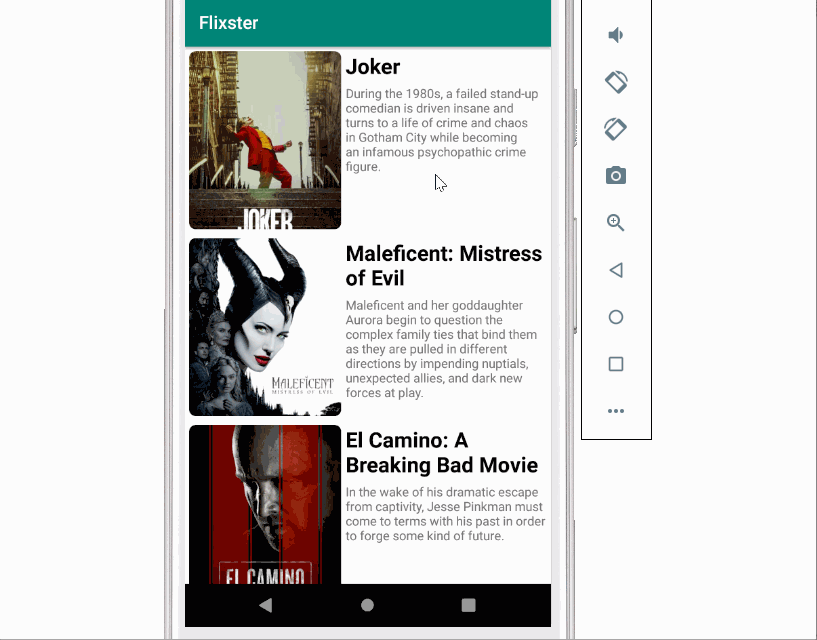 Flixster
Joker
During the 1980s, a failed stand-up
comedian is driven insane and
turns to a life of crime and chaos
in Gotham City while becoming
an infamous psychopathic crime
figure.
JOKER
Maleficent: Mistress
of Evil
Maleficent and her goddaughter
Aurora begin to question the
complex family ties that bind them
as they are pulled in different
directions by impending nuptials,
unexpected allies, and dark new
forces at play.
MALEFICENT
MISTRESS OF EVIL
El Camino: A
Breaking Bad Movie
In the wake of his dramatic escape
from captivity, Jesse Pinkman must
come to terms with his past in order
to forge some kind of future.
EL CAMINO